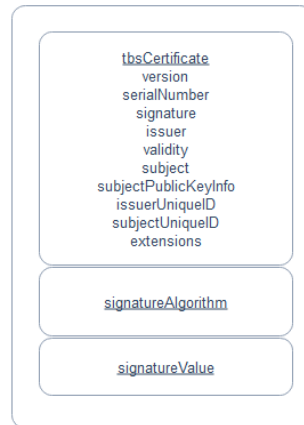 tbsCertificate
version
serialNumber
signature
issuer
validity
subject
subjectPublicKeyInfo
issuerUniqueID
subjectUniqueID
extensions
signatureAlgorithm
signatureValue